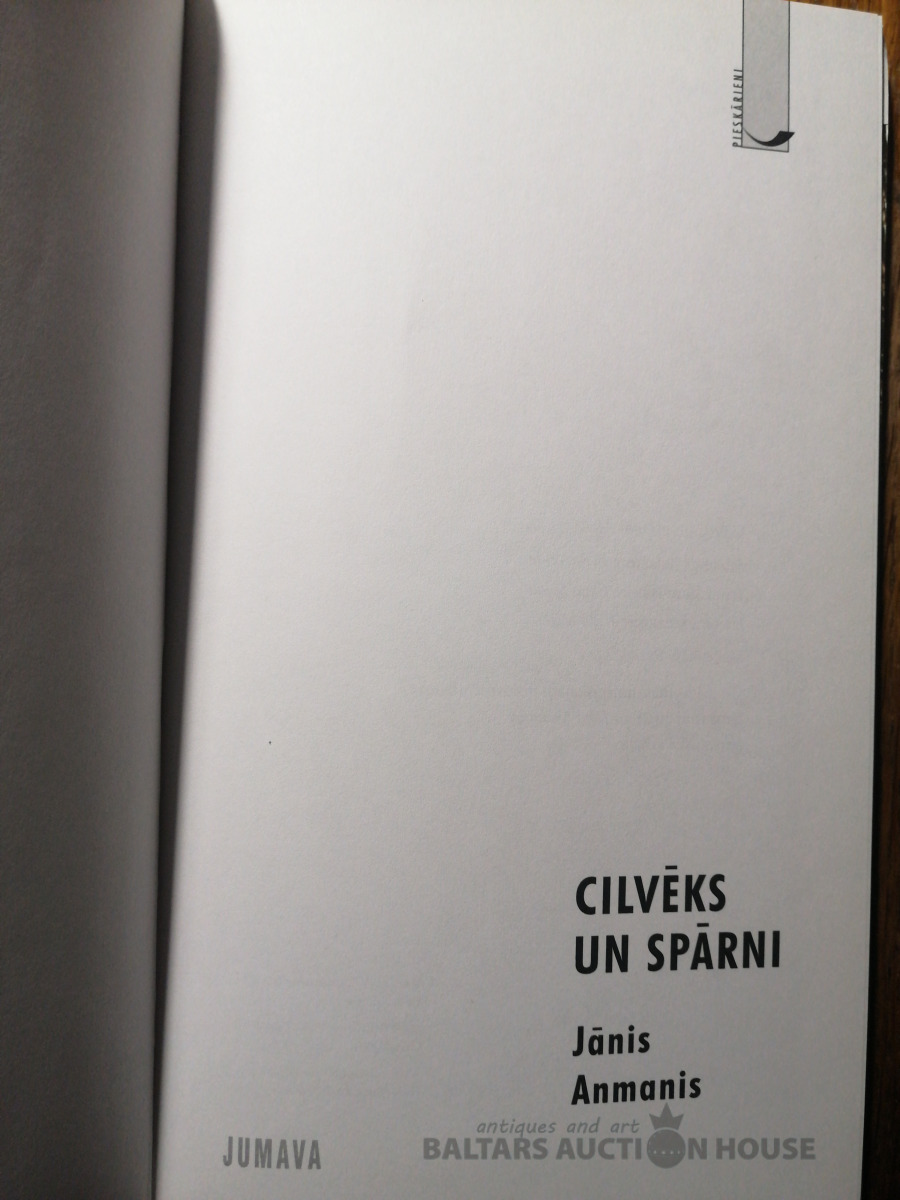 PIESKĀRIENI
CILVĒKS
UN SPĀRNI
Jānis
Anmanis
JUMAVA
antiques and art
BALTARS AUCTION HOUSE